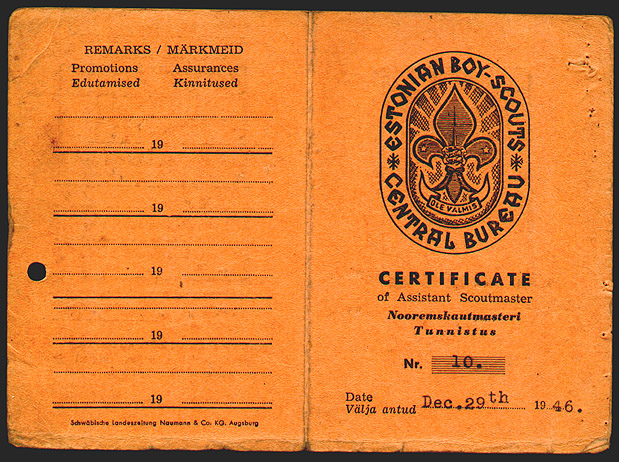 REMARKS / MÄRKMEID
Promotions Assurances
Edutamised Kinnitused
19
19
19
19
19
Schwäbische Landeszeitung Naumann & Co. KG. Augsburg
ESTONIAN BOY-SCOUTS
CENTRAL BUREAU
OLE VALMIS
CERTIFICATE
of Assistant Scoutmaster
Nooremskautmasteri
Tunnistus
Nr. 10.
Date
Välja antud Dec.29th 1946.